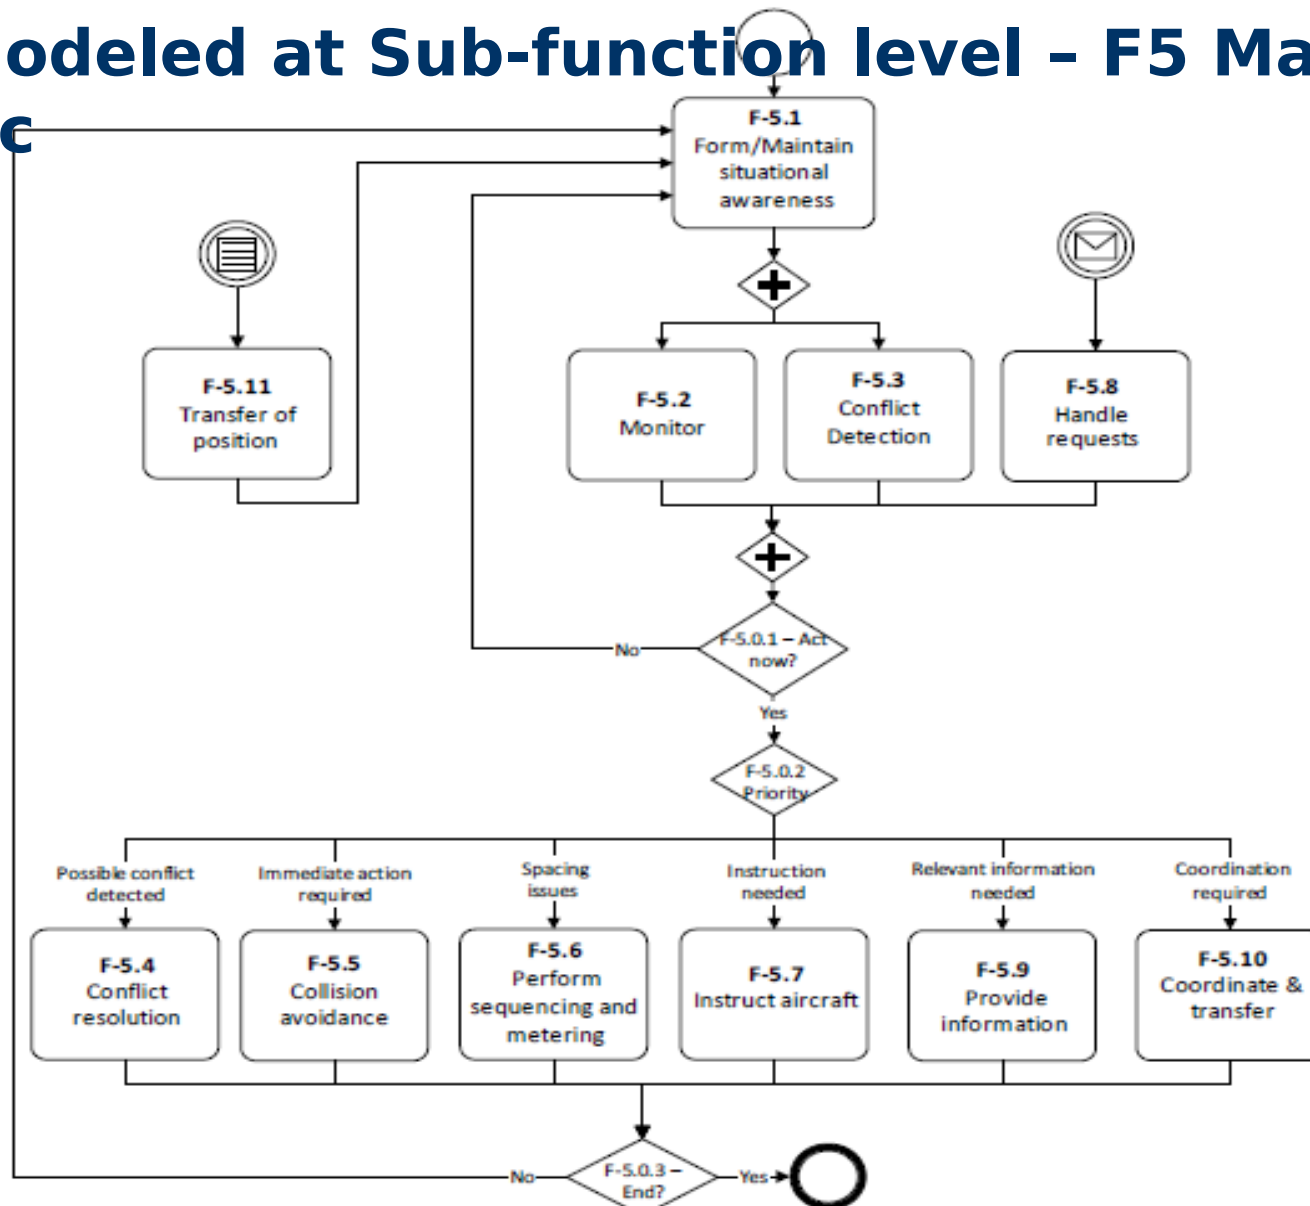 odeled at Sub-function level – F5 Ma
c
F-5.1
Form/Maintain
situational
awareness
F-5.11
Transfer of
position
F-5.2
Monitor
F-5.3
Conflict
Detection
F-5.8
Handle
requests
F-5.0.1 – Act
now?
No
Yes
F-5.0.2
Priority
Possible conflict
detected
Immediate action
required
Spacing
issues
Instruction
needed
Relevant information
needed
Coordination
required
F-5.4
Conflict
resolution
F-5.5
Collision
avoidance
F-5.6
Perform
sequencing and
metering
F-5.7
Instruct aircraft
F-5.9
Provide
information
F-5.10
Coordinate &
transfer
F-5.0.3 –
End?
No
Yes